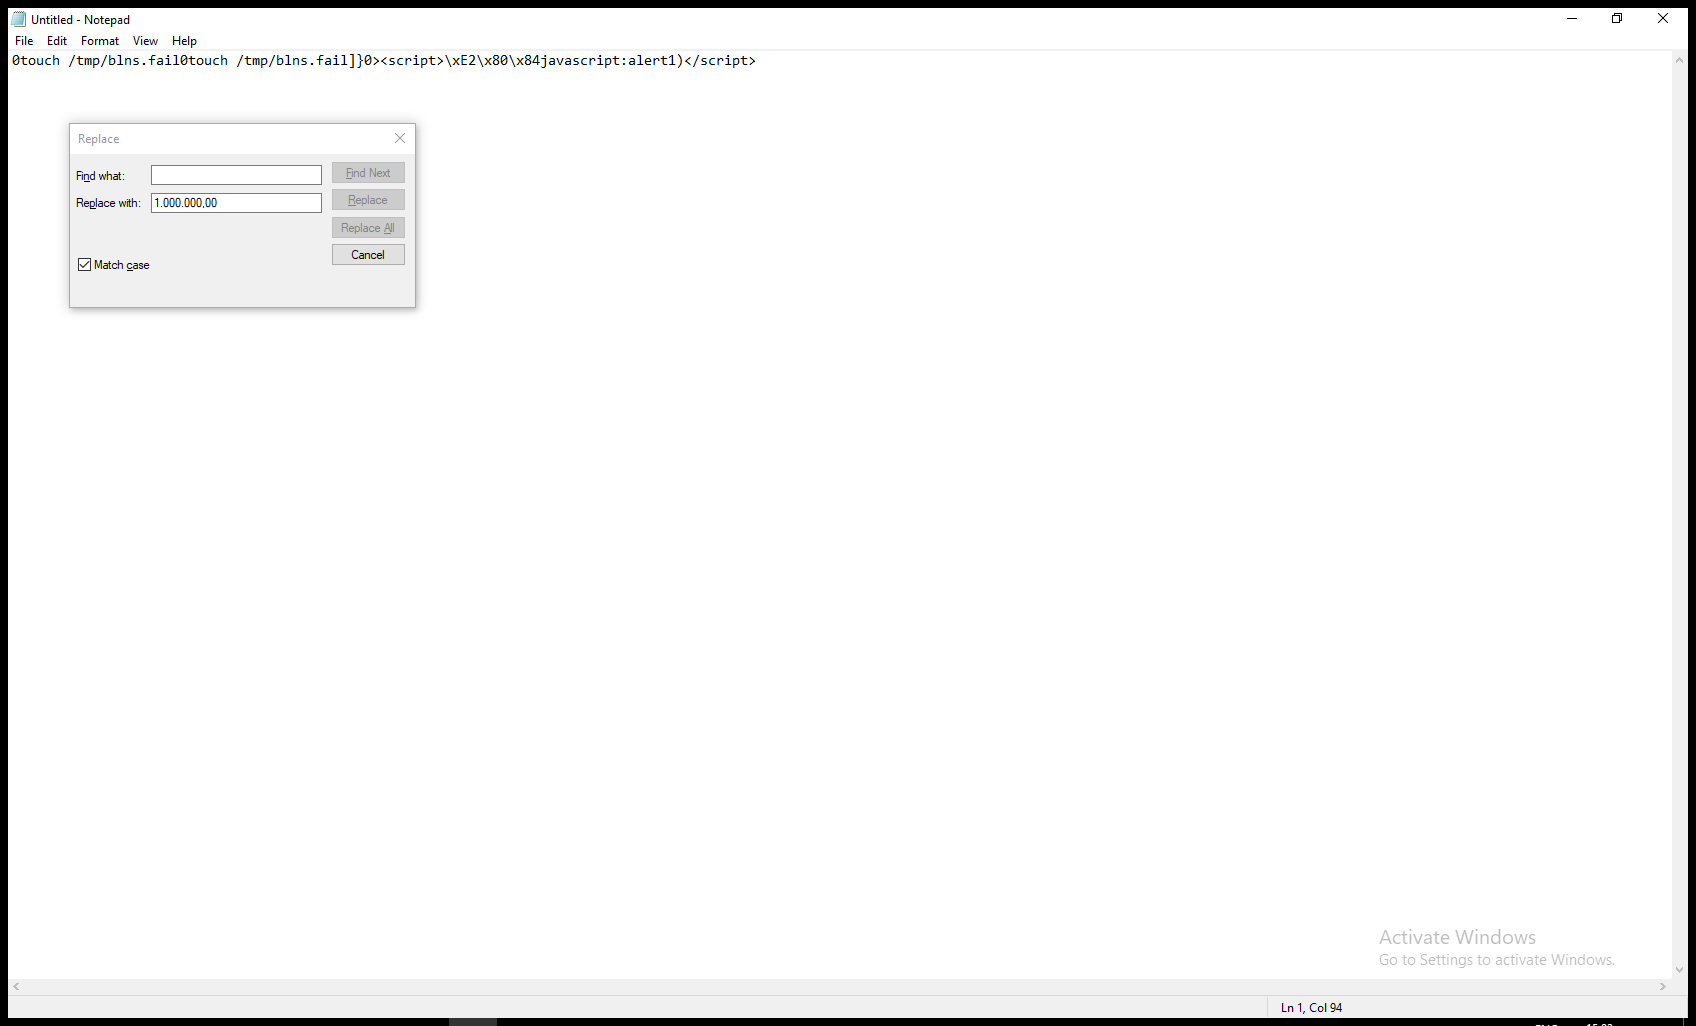 Untitled - Notepad
File Edit Format View Help
0touch /tmp/blns.fail0touch /tmp/blns.fail]}0><script>\xE2\x80\x84javascript:alert1)</script>
Replace
Find what:
Find Next
Replace with: 1.000.000,00
Replace
Replace All
Cancel
Match case
Activate Windows
Go to Settings to activate Windows.
Ln 1, Col 94